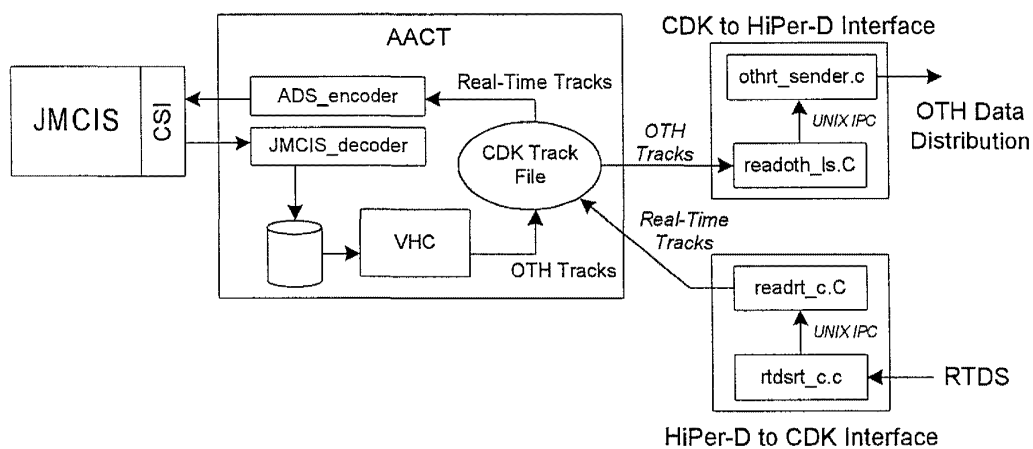 AACT
CDK to HiPer-D Interface
JMCIS
CSI
ADS_encoder
Real-Time Tracks
JMCIS_decoder
CDK Track
File
VHC
OTH Tracks
OTH
Tracks
othrt_sender.c
UNIX IPC
readoth_ls.C
OTH Data
Distribution
Real-Time
Tracks
readrt_c.C
UNIX IPC
rtdsrt_c.c
RTDS
HiPer-D to CDK Interface